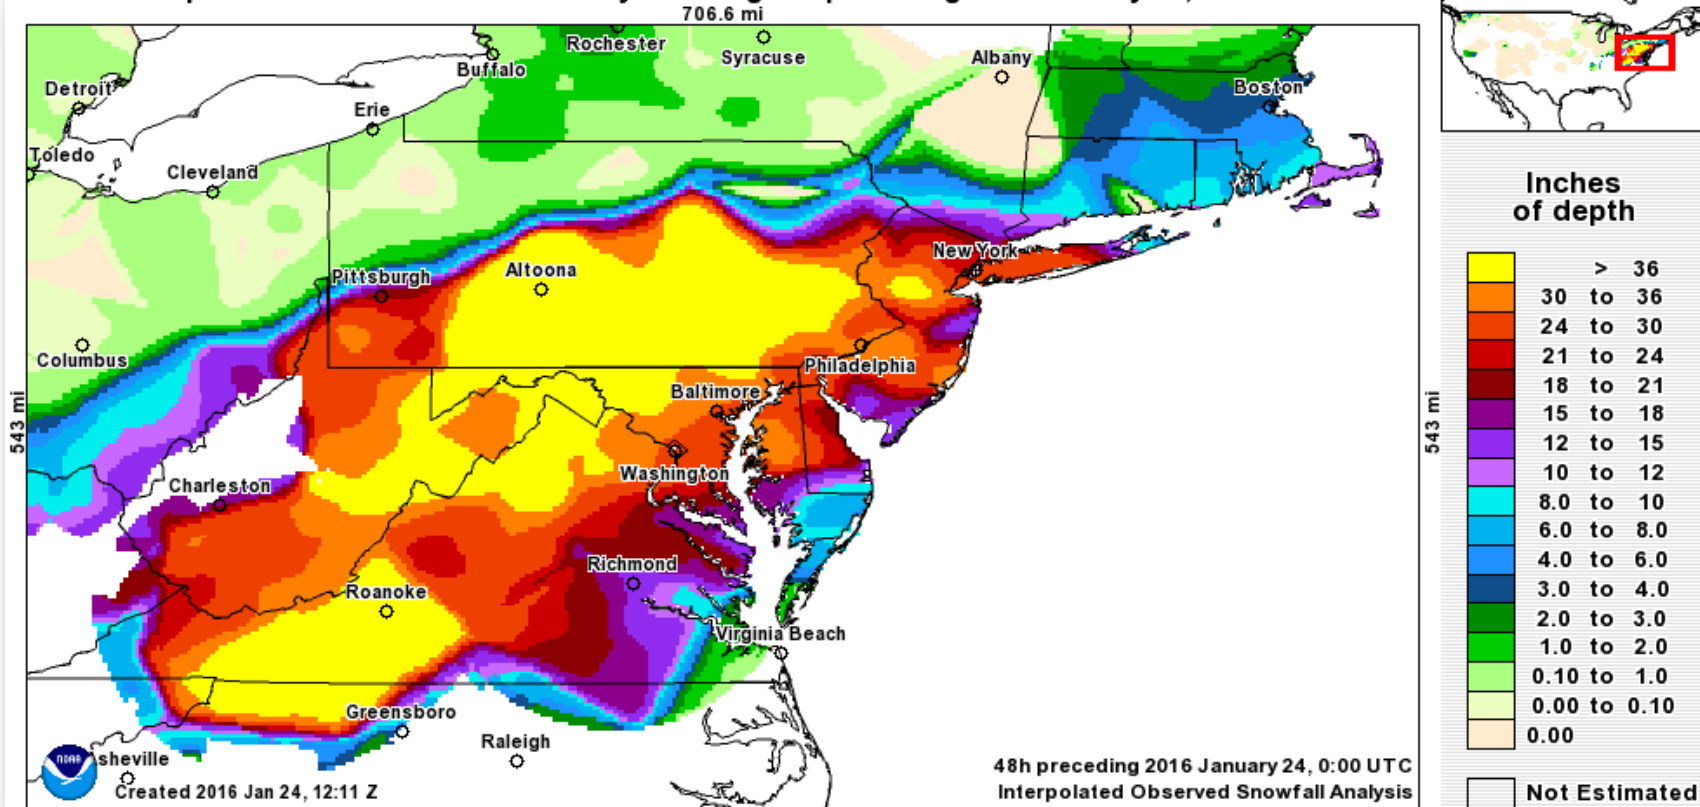 706.6 mi
Rochester
Syracuse
Buffalo
Albany
Detroit
Boston
Erie
Toledo
Cleveland
New York
Pittsburgh
Altoona
Columbus
Philadelphia
Baltimore
543 mi
543 mi
Washington
Charleston
Richmond
Roanoke
Virginia Beach
Greensboro
Raleigh
sheville
NOAA
Created 2016 Jan 24, 12:11 Z
48h preceding 2016 January 24, 0:00 UTC
Interpolated Observed Snowfall Analysis
Inches
of depth
> 36
30 to 36
24 to 30
21 to 24
18 to 21
15 to 18
12 to 15
10 to 12
8.0 to 10
6.0 to 8.0
4.0 to 6.0
3.0 to 4.0
2.0 to 3.0
1.0 to 2.0
0.10 to 1.0
0.00 to 0.10
0.00
Not Estimated